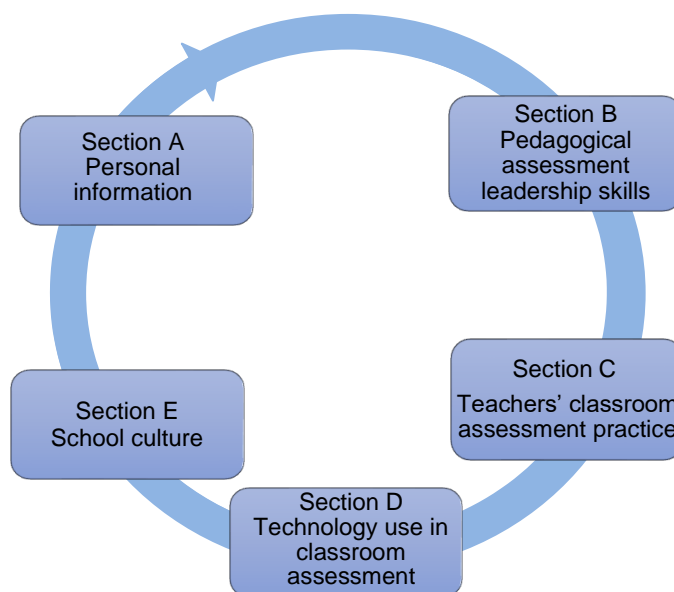 Section A
Personal
information
Section B
Pedagogical
assessment
leadership skills
Section C
Teachers’ classroom
assessment practice
Section D
Technology use in
classroom
assessment
Section E
School culture